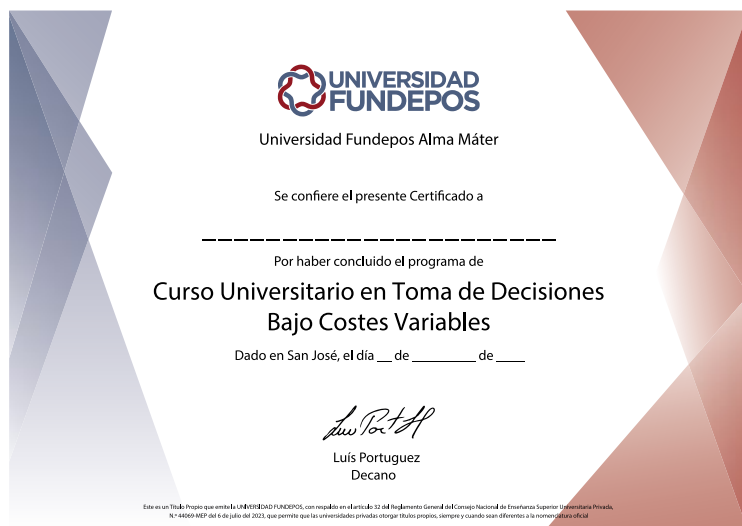 UNIVERSIDAD
FUNDEPOS
Universidad Fundepos Alma Máter
Se confiere el presente Certificado a
______________________
Por haber concluido el programa de
Curso Universitario en Toma de Decisiones
Bajo Costes Variables
Dado en San José, el día __ de _________ de ____
Luís Portuguez
Decano
Este es un Título Propio que emite la UNIVERSIDAD FUNDEPOS, con respaldo en el artículo 32 del Reglamento General del Consejo Nacional de Enseñanza Superior Universitaria Privada,
N.º 44069-MEP del 6 de julio del 2023, que permite que las universidades privadas otorgar títulos propios, siempre y cuando sean diferentes a la nomenclatura oficial